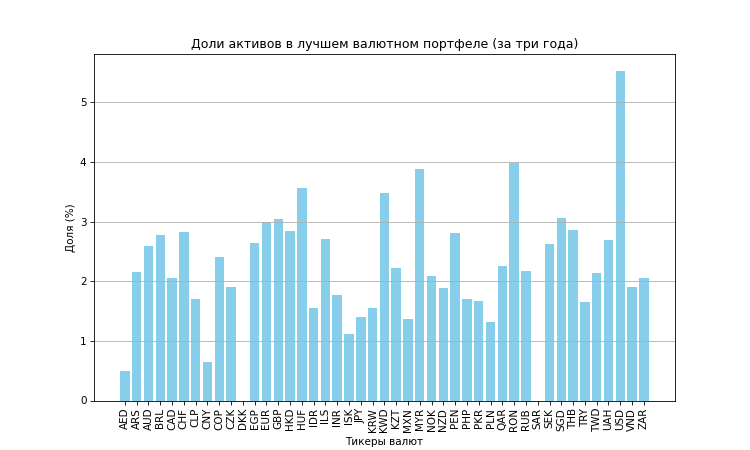 Доли активов в лучшем валютном портфеле (за три года)
Доля (%)
5
4
3
2
1
0
AED ARS AUD BRL CAD CHF CLP CNY COP CZK DKK EGP EUR GBP HKD HUF IDR ILS INR ISK JPY KRW KWD KZT MXN MYR NOK NZD PEN PHP PKR PLN QAR RON RUB SAR SEK SGD THB TRY TWD UAH USD VND ZAR
Тикеры валют